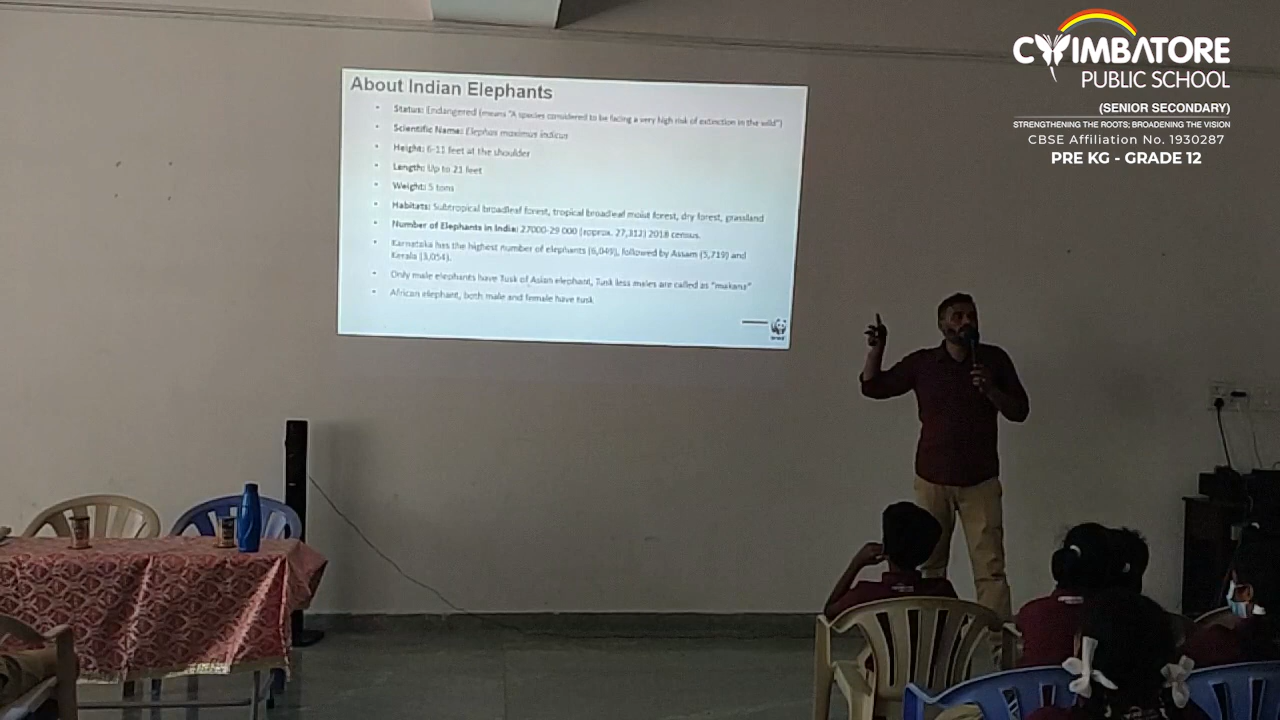 About Indian Elephants
• Status: Endangered (means "A species considered to be facing a very high risk of extinction in the wild")
• Scientific Name: Elephas maximus indicus
• Height: 6-11 feet at the shoulder
• Length: Up to 21 feet
• Weight: 5 tons
• Habitats: Subtropical broadleaf forest, tropical broadleaf moist forest, dry forest, grassland
• Number of Elephants in India: 27000-29 000 (approx. 27,312) 2018 census.
• Karnataka has the highest number of elephants (6,049), followed by Assam (5,719) and
Kerala (3,054).
• Only male elephants have Tusk of Asian elephant, Tusk less males are called as "makana"
• African elephant, both male and female have tusk
WWF
COIMBATORE
PUBLIC SCHOOL
(SENIOR SECONDARY)
STRENGTHENING THE ROOTS; BROADENING THE VISION
CBSE Affiliation No. 1930287
PRE KG - GRADE 12